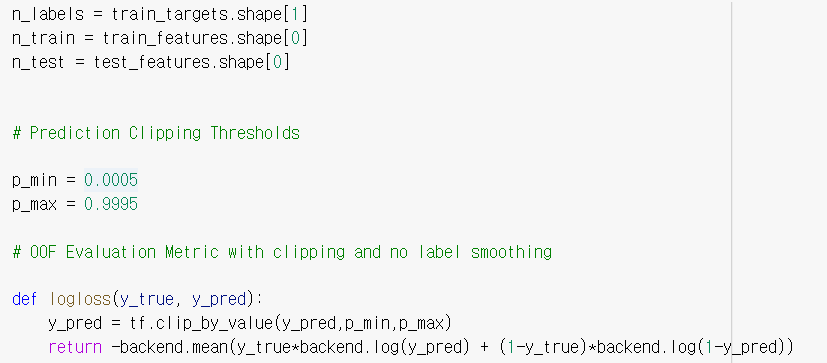 n_labels = train_targets.shape[1]
n_train = train_features.shape[0]
n_test = test_features.shape[0]
# Prediction Clipping Thresholds
p_min = 0.0005
p_max = 0.9995
# OOF Evaluation Metric with clipping and no label smoothing
def logloss(y_true, y_pred):
    y_pred = tf.clip_by_value(y_pred,p_min,p_max)
    return -backend.mean(y_true*backend.log(y_pred) + (1-y_true)*backend.log(1-y_pred))